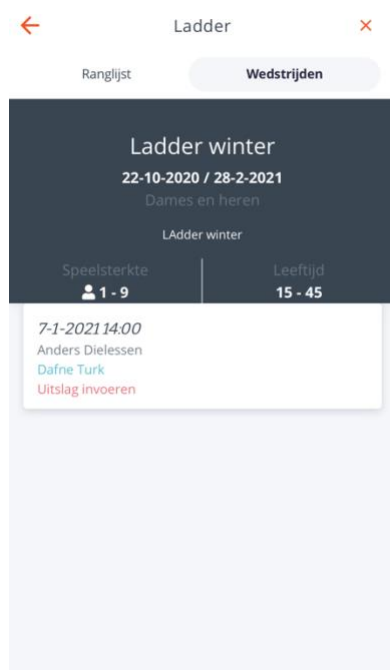 Ladder
Ranglijst Wedstrijden
Ladder winter
22-10-2020 / 28-2-2021
Dames en heren
LAdder winter
Speelsterkte Leeftijd
1 - 9 15 - 45
7-1-2021 14:00
Anders Dielessen
Dafne Turk
Uitslag invoeren